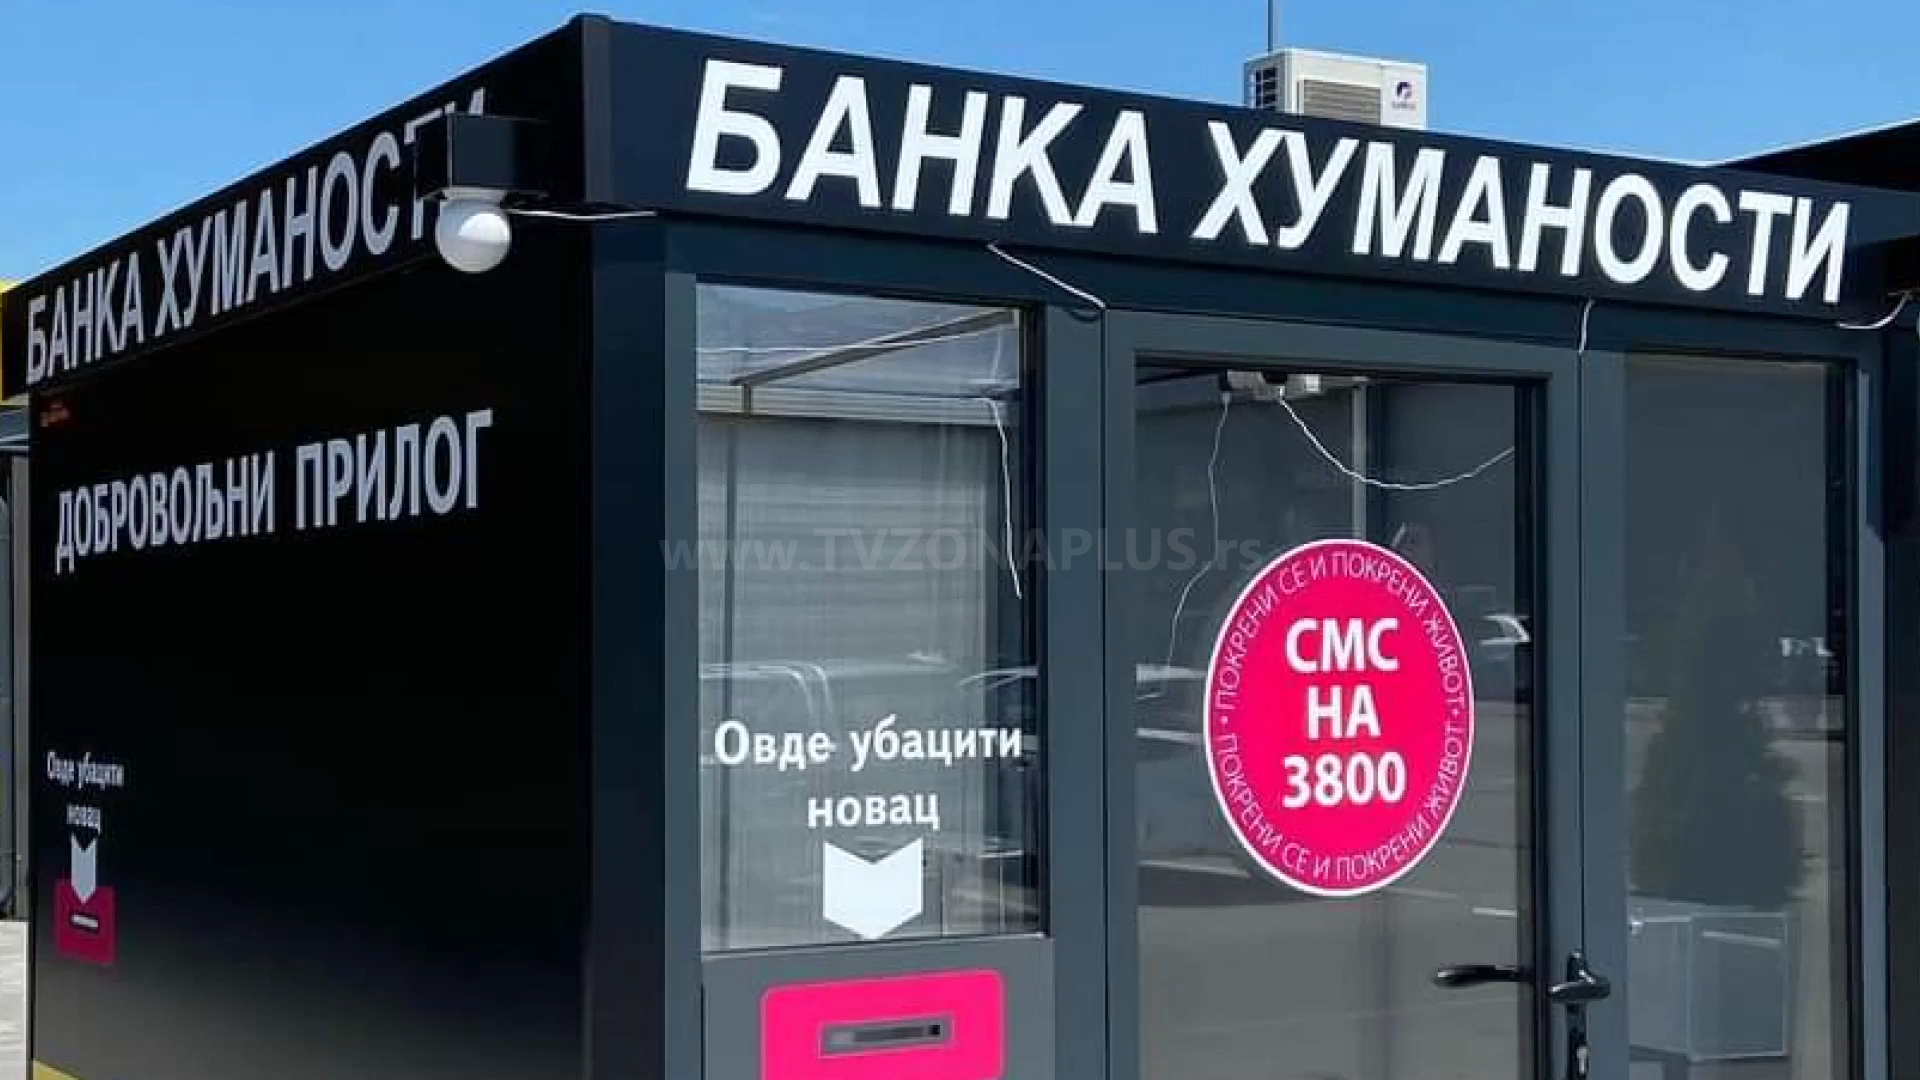 БАНКА ХУМАНОСТИ
БАНКА ХУМАНОСТИ
ДОБРОВОЉНИ ПРИЛОГ
Овде убацити
новац
Овде убацити
новац
• ПОКРЕНИ СЕ И ПОКРЕНИ ЖИВОТ • ПОКРЕНИ СЕ И ПОКРЕНИ ЖИВОТ
СМС
НА
3800
www.TVZONAPLUS.rs